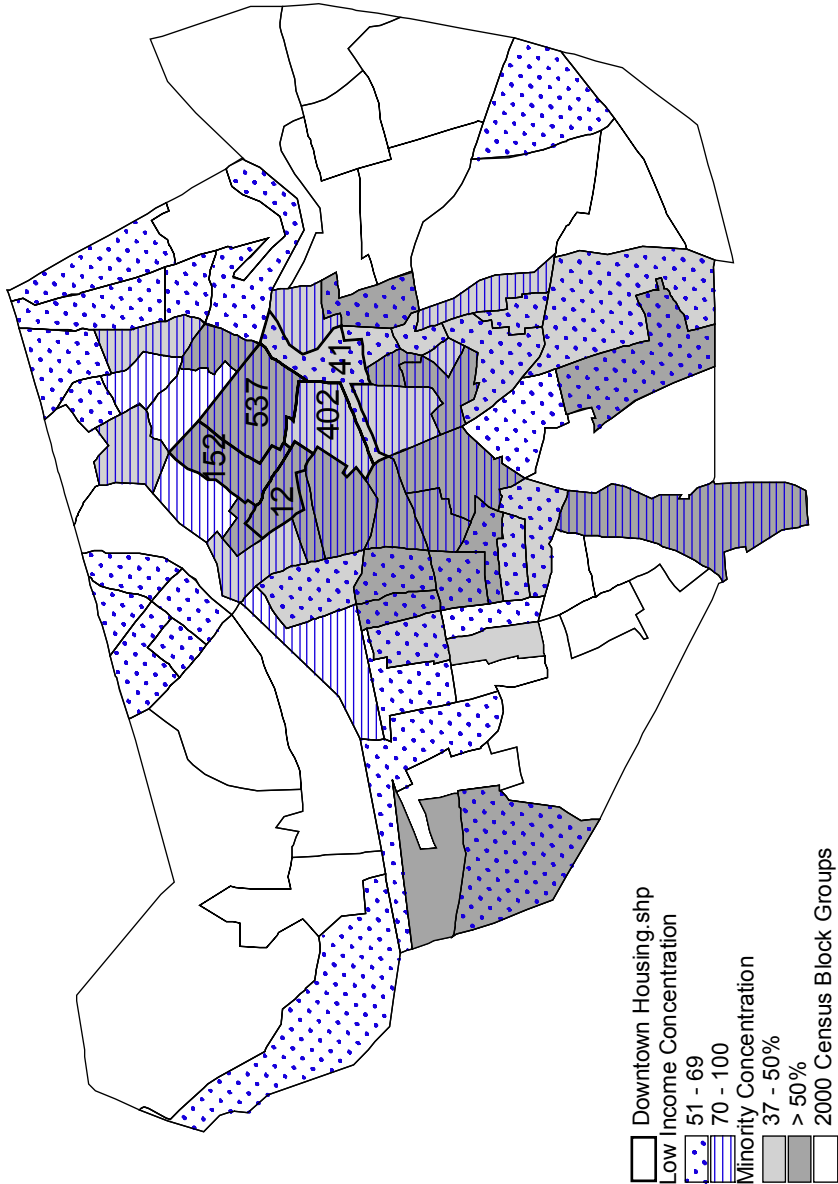 152
537
12
402
41
Downtown Housing.shp
Low Income Concentration
51 - 69
70 - 100
Minority Concentration
37 - 50%
> 50%
2000 Census Block Groups